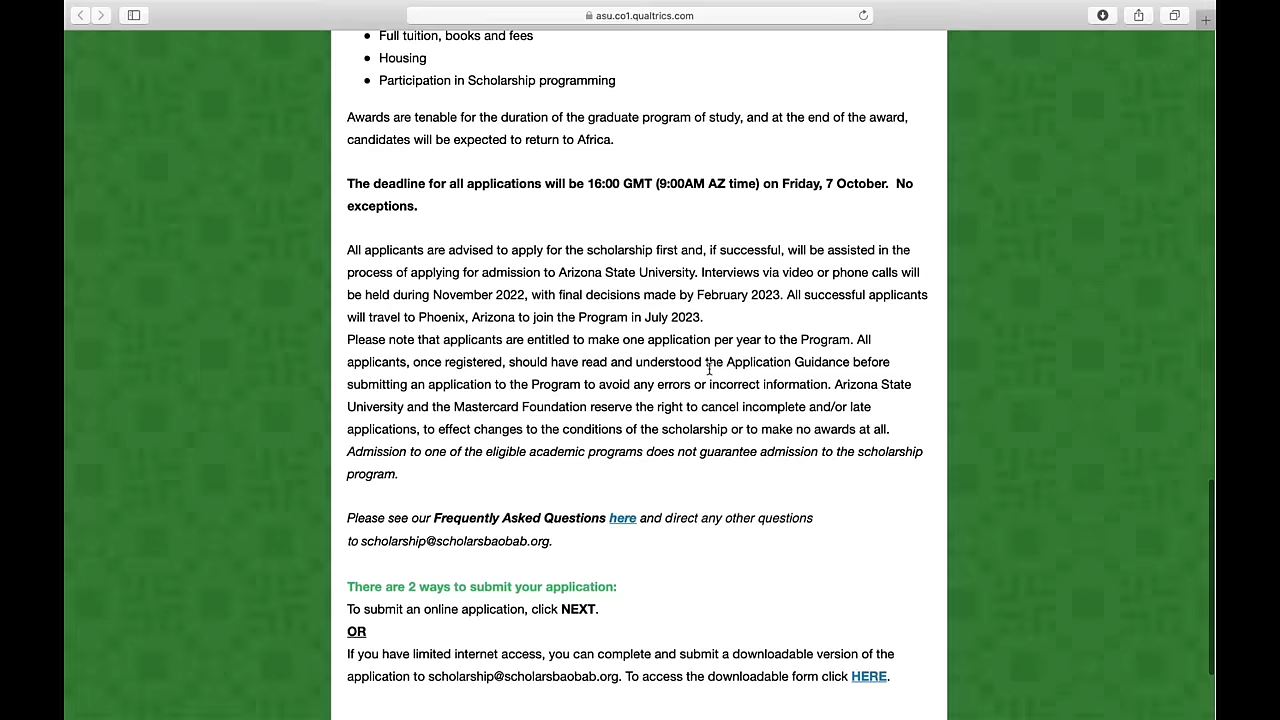 asu.co1.qualtrics.com
Full tuition, books and fees
Housing
Participation in Scholarship programming
Awards are tenable for the duration of the graduate program of study, and at the end of the award,
candidates will be expected to return to Africa.
The deadline for all applications will be 16:00 GMT (9:00AM AZ time) on Friday, 7 October.  No
exceptions.
All applicants are advised to apply for the scholarship first and, if successful, will be assisted in the
process of applying for admission to Arizona State University. Interviews via video or phone calls will
be held during November 2022, with final decisions made by February 2023. All successful applicants
will travel to Phoenix, Arizona to join the Program in July 2023.
Please note that applicants are entitled to make one application per year to the Program. All
applicants, once registered, should have read and understood the Application Guidance before
submitting an application to the Program to avoid any errors or incorrect information. Arizona State
University and the Mastercard Foundation reserve the right to cancel incomplete and/or late
applications, to effect changes to the conditions of the scholarship or to make no awards at all.
Admission to one of the eligible academic programs does not guarantee admission to the scholarship
program.
Please see our Frequently Asked Questions here and direct any other questions
to scholarship@scholarsbaobab.org.
There are 2 ways to submit your application:
To submit an online application, click NEXT.
OR
If you have limited internet access, you can complete and submit a downloadable version of the
application to scholarship@scholarsbaobab.org. To access the downloadable form click HERE.